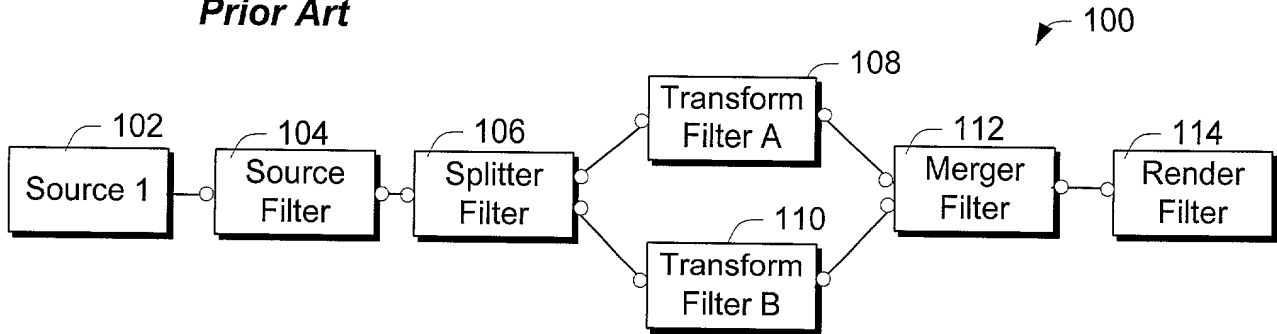 Prior Art
100
102
Source 1
104
Source
Filter
106
Splitter
Filter
108
Transform
Filter A
110
Transform
Filter B
112
Merger
Filter
114
Render
Filter